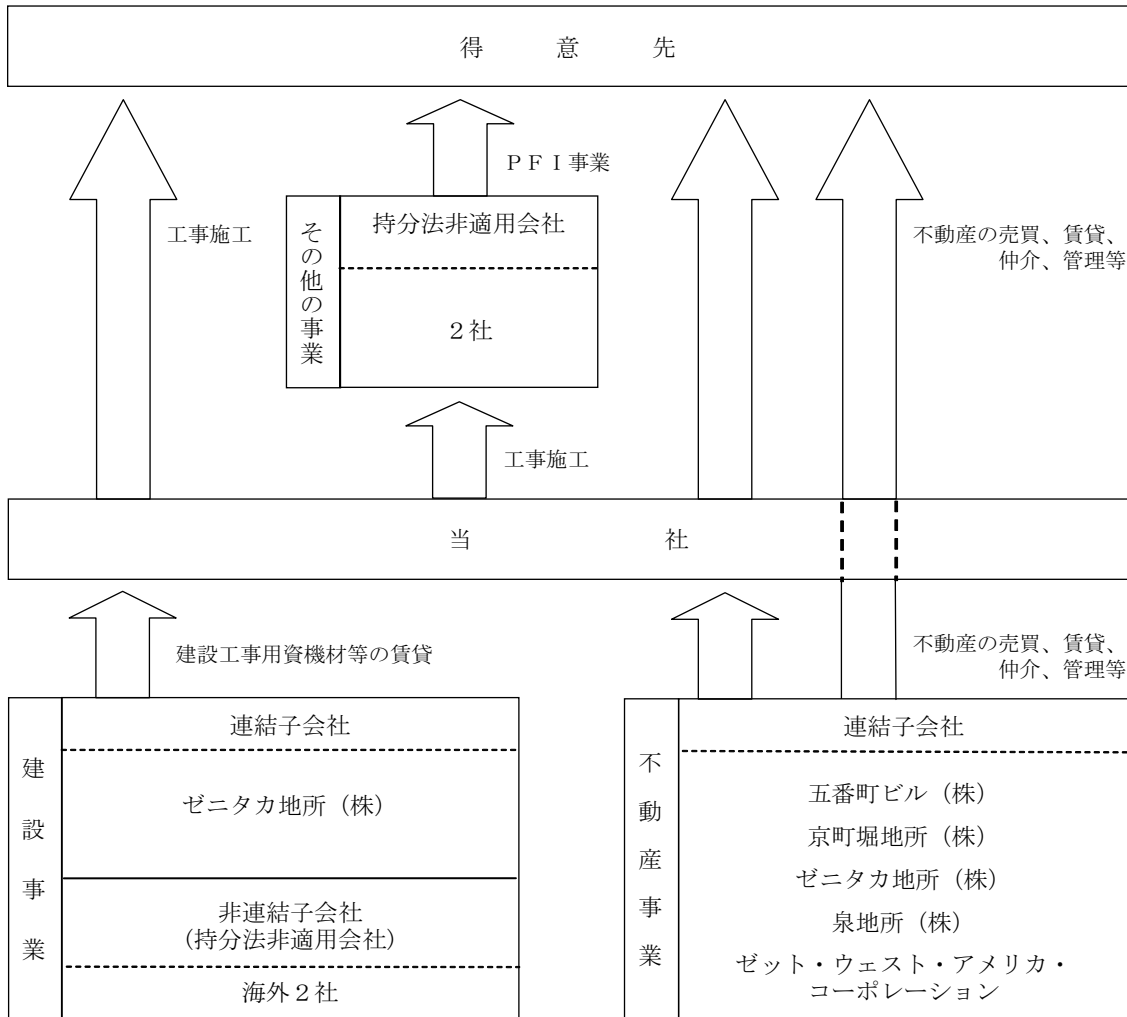 得意先
ＰＦＩ事業
工事施工
その他の事業
持分法非適用会社
２社
不動産の売買、賃貸、
仲介、管理等
工事施工
当社
建設工事用資機材等の賃貸
不動産の売買、賃貸、
仲介、管理等
建設事業
連結子会社
ゼニタカ地所（株）
非連結子会社
(持分法非適用会社)
海外２社
不動産事業
連結子会社
五番町ビル（株）
京町堀地所（株）
ゼニタカ地所（株）
泉地所（株）
ゼット・ウェスト・アメリカ・
コーポレーション